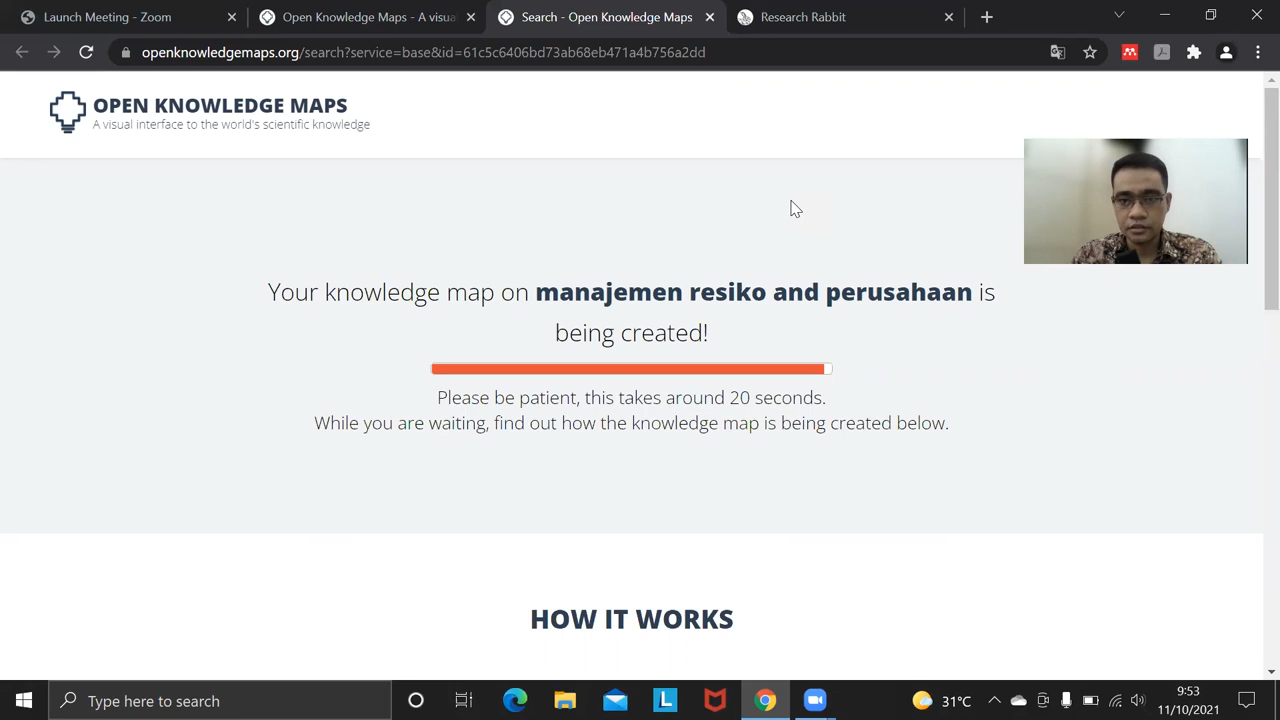 Launch Meeting - Zoom
Open Knowledge Maps - A visua
Search - Open Knowledge Maps
Research Rabbit
openknowledgemaps.org/search?service=base&id=61c5c6406bd73ab68eb471a4b756a2dd
OPEN KNOWLEDGE MAPS
A visual interface to the world's scientific knowledge
Your knowledge map on manajemen resiko and perusahaan is
being created!
Please be patient, this takes around 20 seconds.
While you are waiting, find out how the knowledge map is being created below.
HOW IT WORKS
Type here to search
L
31°C
9:53
11/10/2021